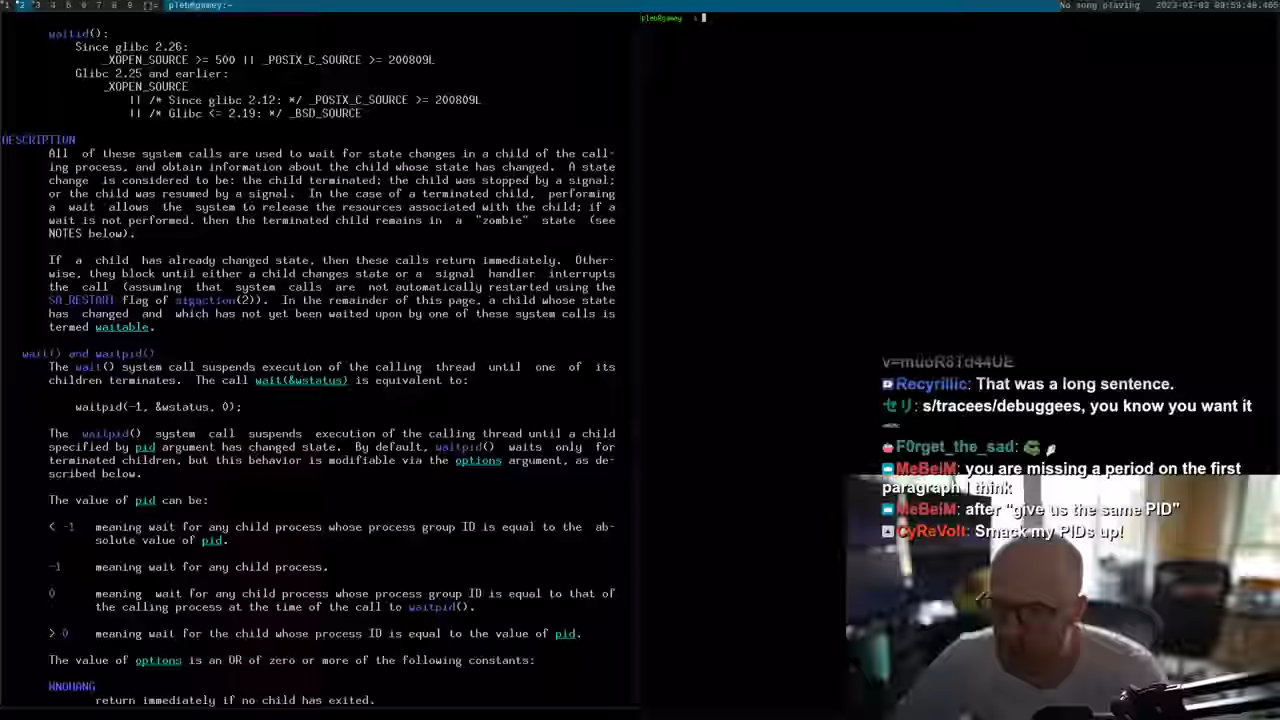 1 2 3 4 5 6 7 8 9 []= pleb@gamey:~
No song playing
waitid():
Since glibc 2.26:
_XOPEN_SOURCE >= 500 || _POSIX_C_SOURCE >= 200809L
Glibc 2.25 and earlier:
_XOPEN_SOURCE
|| /* Since glibc 2.12: */ _POSIX_C_SOURCE >= 200809L
|| /* Glibc <= 2.19: */ _BSD_SOURCE
DESCRIPTION
All of these system calls are used to wait for state changes in a child of the call-
ing process, and obtain information about the child whose state has changed. A state
change is considered to be: the child terminated; the child was stopped by a signal;
or the child was resumed by a signal. In the case of a terminated child, performing
a wait allows the system to release the resources associated with the child; if a
wait is not performed, then the terminated child remains in a "zombie" state (see
NOTES below).
If a child has already changed state, then these calls return immediately. Other-
wise, they block until either a child changes state or a signal handler interrupts
the call (assuming that system calls are not automatically restarted using the
SA_RESTART flag of sigaction(2)). In the remainder of this page, a child whose state
has changed and which has not yet been waited upon by one of these system calls is
termed waitable.
wait() and waitpid()
The wait() system call suspends execution of the calling thread until one of its
children terminates. The call wait(&wstatus) is equivalent to:
waitpid(-1, &wstatus, 0);
The waitpid() system call suspends execution of the calling thread until a child
specified by pid argument has changed state. By default, waitpid() waits only for
terminated children, but this behavior is modifiable via the options argument, as de-
scribed below.
The value of pid can be:
< -1 meaning wait for any child process whose process group ID is equal to the ab-
solute value of pid.
-1 meaning wait for any child process.
0 meaning wait for any child process whose process group ID is equal to that of
the calling process at the time of the call to waitpid().
> 0 meaning wait for the child whose process ID is equal to the value of pid.
The value of options is an OR of zero or more of the following constants:
WNOHANG
return immediately if no child has exited.
pleb@gamey
Recyrillic: That was a long sentence.
セリ: s/tracees/debuggees, you know you want it
F0rget_the_sad:
MeBeiM: you are missing a period on the first
paragraph I think
MeBeiM: after “give us the same PID”
CyReVolt: Smack my PIDs up!